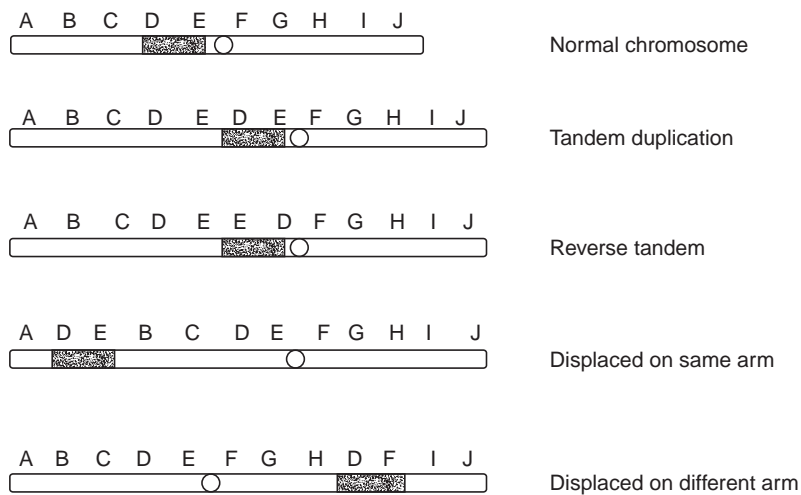 A B C D E F G H I J
Normal chromosome
A B C D E D E F G H I J
Tandem duplication
A B C D E E D F G H I J
Reverse tandem
A D E B C D E F G H I J
Displaced on same arm
A B C D E F G H D F I J
Displaced on different arm